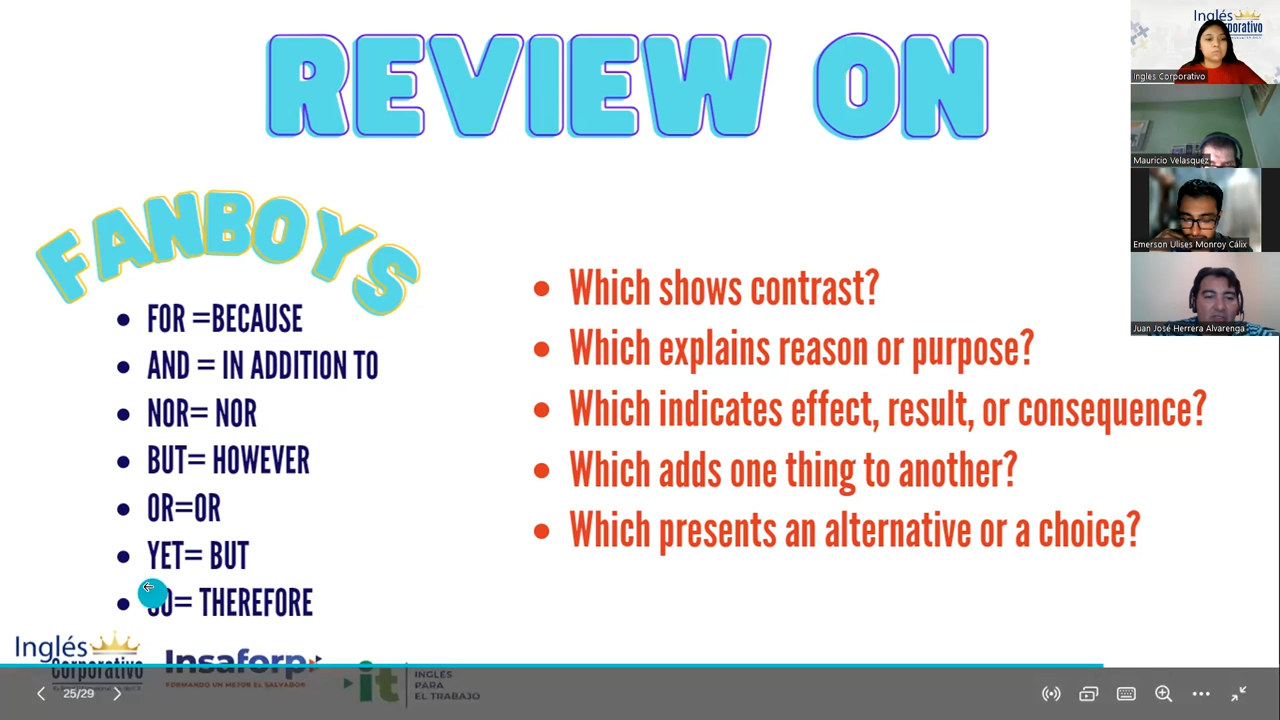 REVIEW ON
FANBOYS
FOR =BECAUSE
AND = IN ADDITION TO
NOR= NOR
BUT= HOWEVER
OR=OR
YET= BUT
= THEREFORE
Which shows contrast?
Which explains reason or purpose?
Which indicates effect, result, or consequence?
Which adds one thing to another?
Which presents an alternative or a choice?
Inglés
Ingles Corporativo
Mauricio Velasquez
Emerson Ulises Monroy Cálix
Juan José Herrera Alvarenga
Inglés
Corporativo
Insaforp
FORMANDO UN MEJOR EL SALVADOR
it
INGLÉS
PARA
EL TRABAJO
25/29